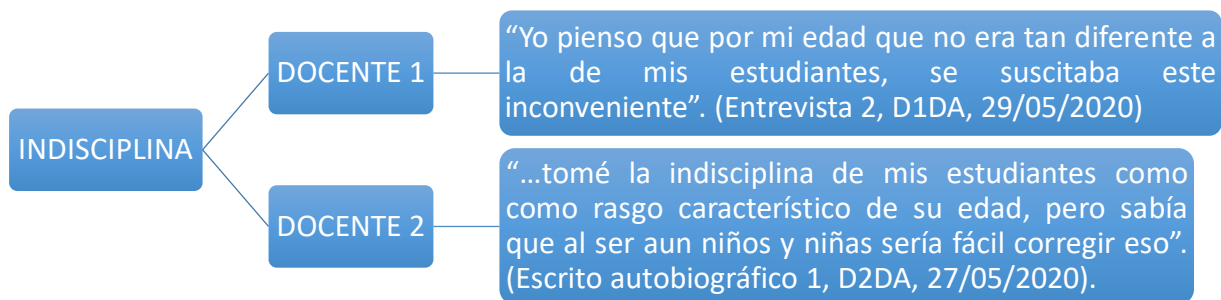 INDISCIPLINA
DOCENTE 1
“Yo pienso que por mi edad que no era tan diferente a
la de mis estudiantes, se suscitaba este
inconveniente”. (Entrevista 2, D1DA, 29/05/2020)
DOCENTE 2
“…tomé la indisciplina de mis estudiantes como
como rasgo característico de su edad, pero sabía
que al ser aun niños y niñas sería fácil corregir eso”.
(Escrito autobiográfico 1, D2DA, 27/05/2020).